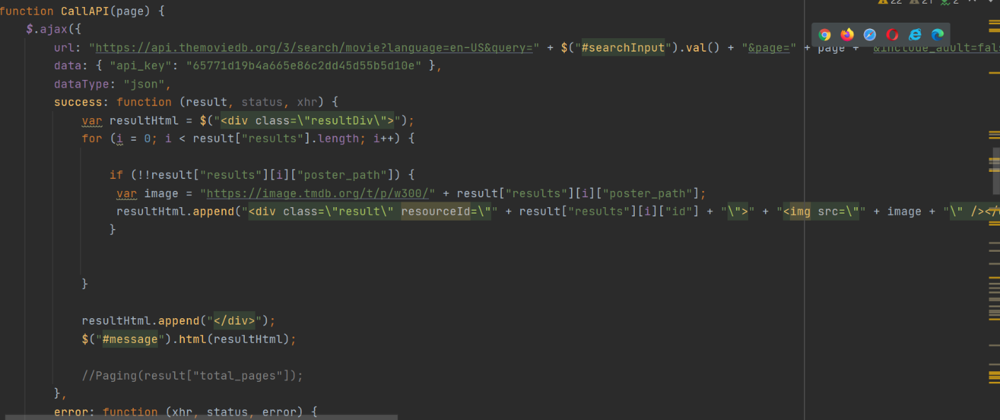 22 21 2
function CallAPI(page) {
$.ajax({
url: "https://api.themoviedb.org/3/search/movie?language=en-US&query=" + $("#searchInput").val() + "&page=" + page + "&include_adult=fals
data: { "api_key": "65771d19b4a665e86c2dd45d55b5d10e" },
dataType: "json",
success: function (result, status, xhr) {
var resultHtml = $("<div class=\"resultDiv\">");
for (i = 0; i < result["results"].length; i++) {
if (!!result["results"][i]["poster_path"]) {
var image = "https://image.tmdb.org/t/p/w300/" + result["results"][i]["poster_path"];
resultHtml.append("<div class=\"result\" resourceId=\"" + result["results"][i]["id"] + "\">" + "<img src=\"" + image + "\" /></
}
}
resultHtml.append("</div>");
$("#message").html(resultHtml);
//Paging(result["total_pages"]);
},
error: function (xhr, status, error) {